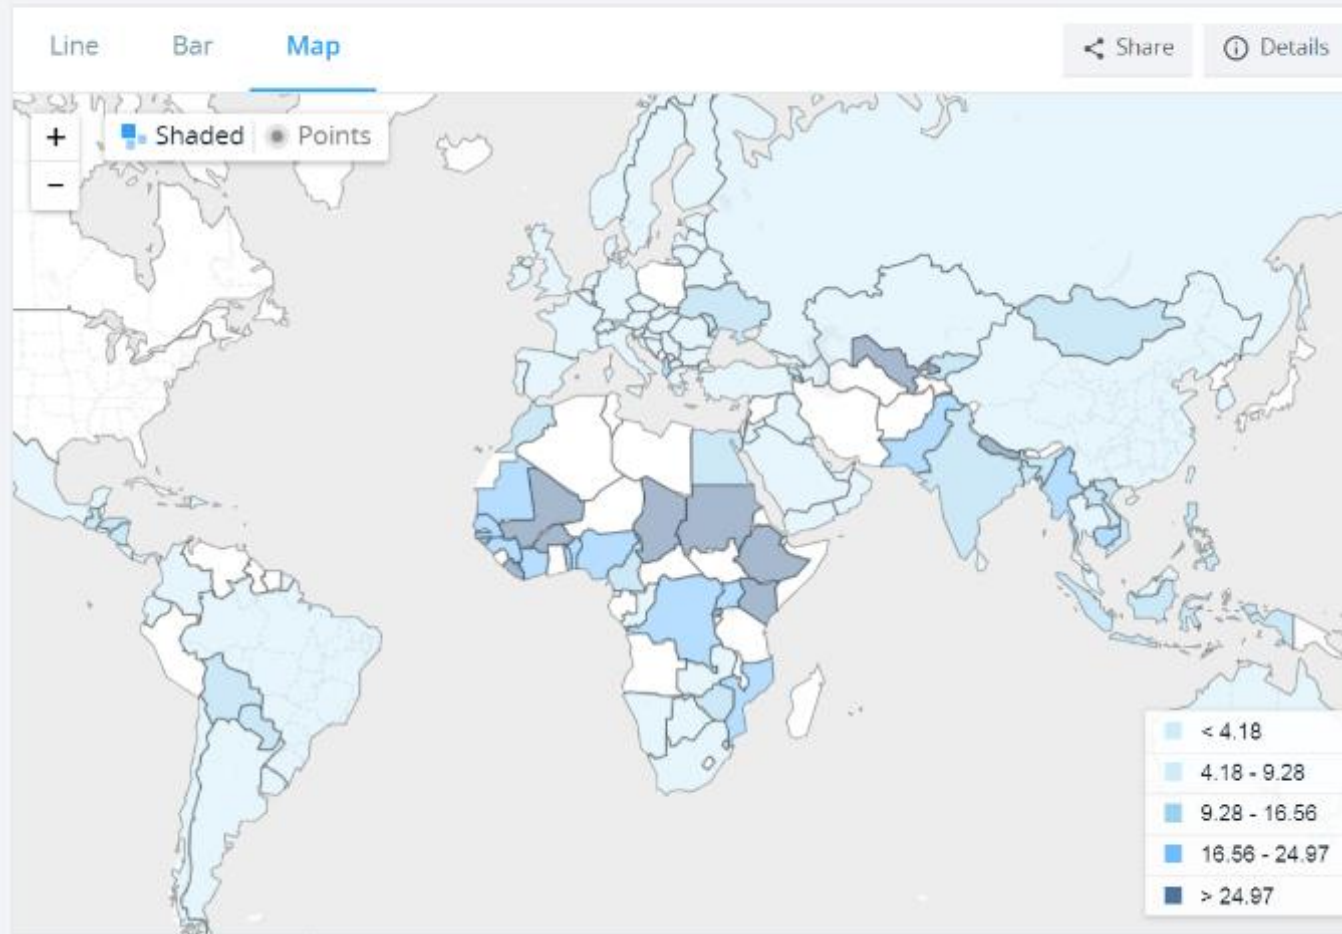 Line Bar Map Share Details
+ Shaded Points
−
< 4.18
4.18 - 9.28
9.28 - 16.56
16.56 - 24.97
> 24.97